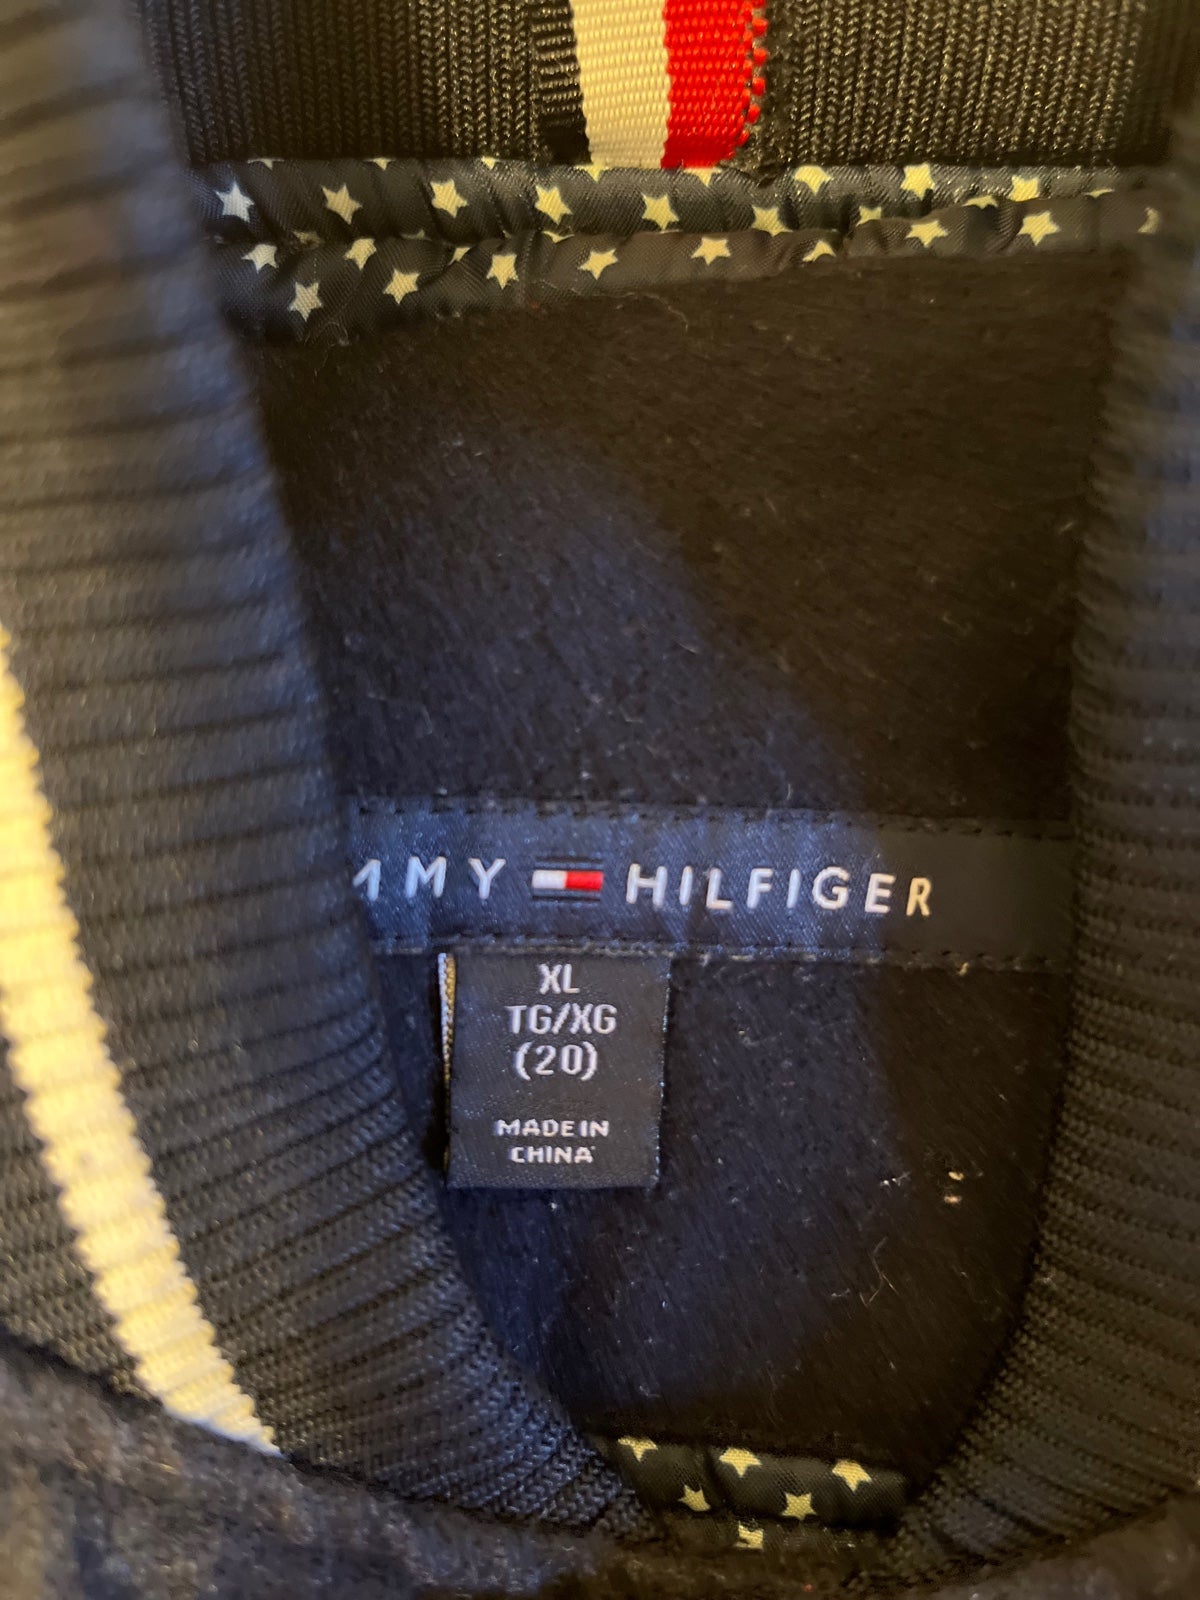 MMY HILFIGER
XL
TG/XG
(20)
MADE IN
CHINA